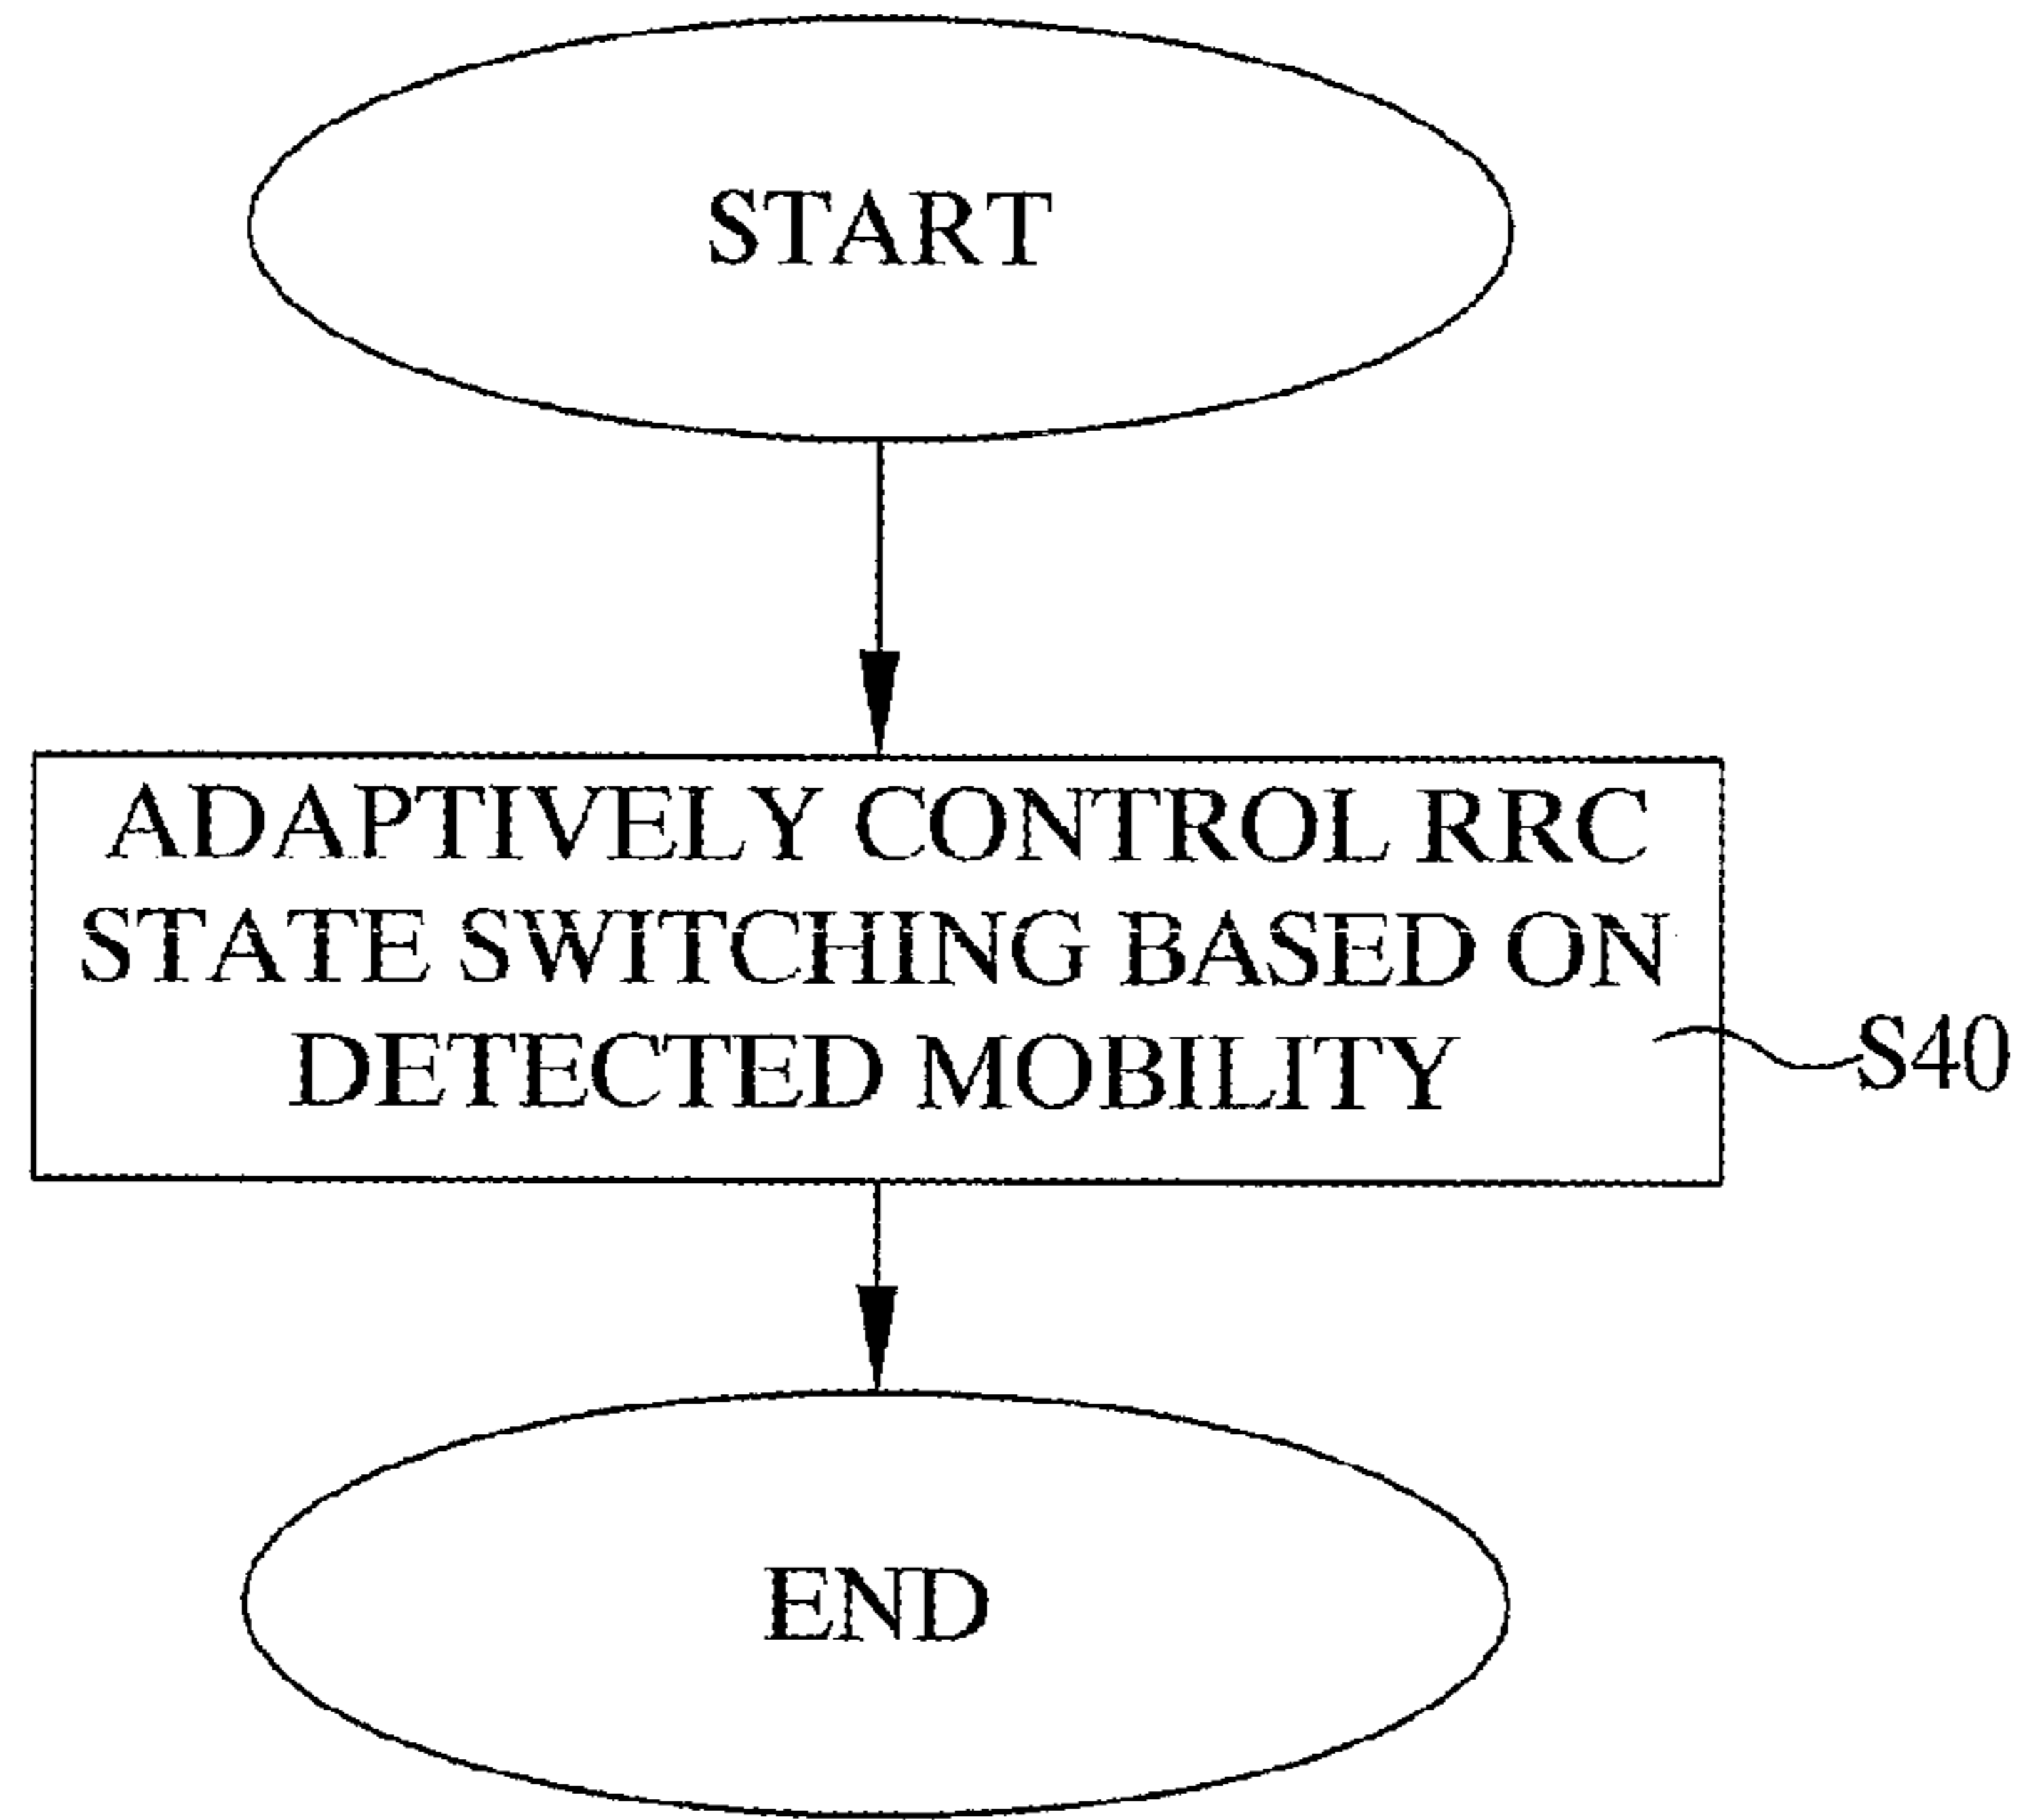 START
ADAPTIVELY CONTROL RRC
STATE SWITCHING BASED ON
DETECTED MOBILITY
S40
END